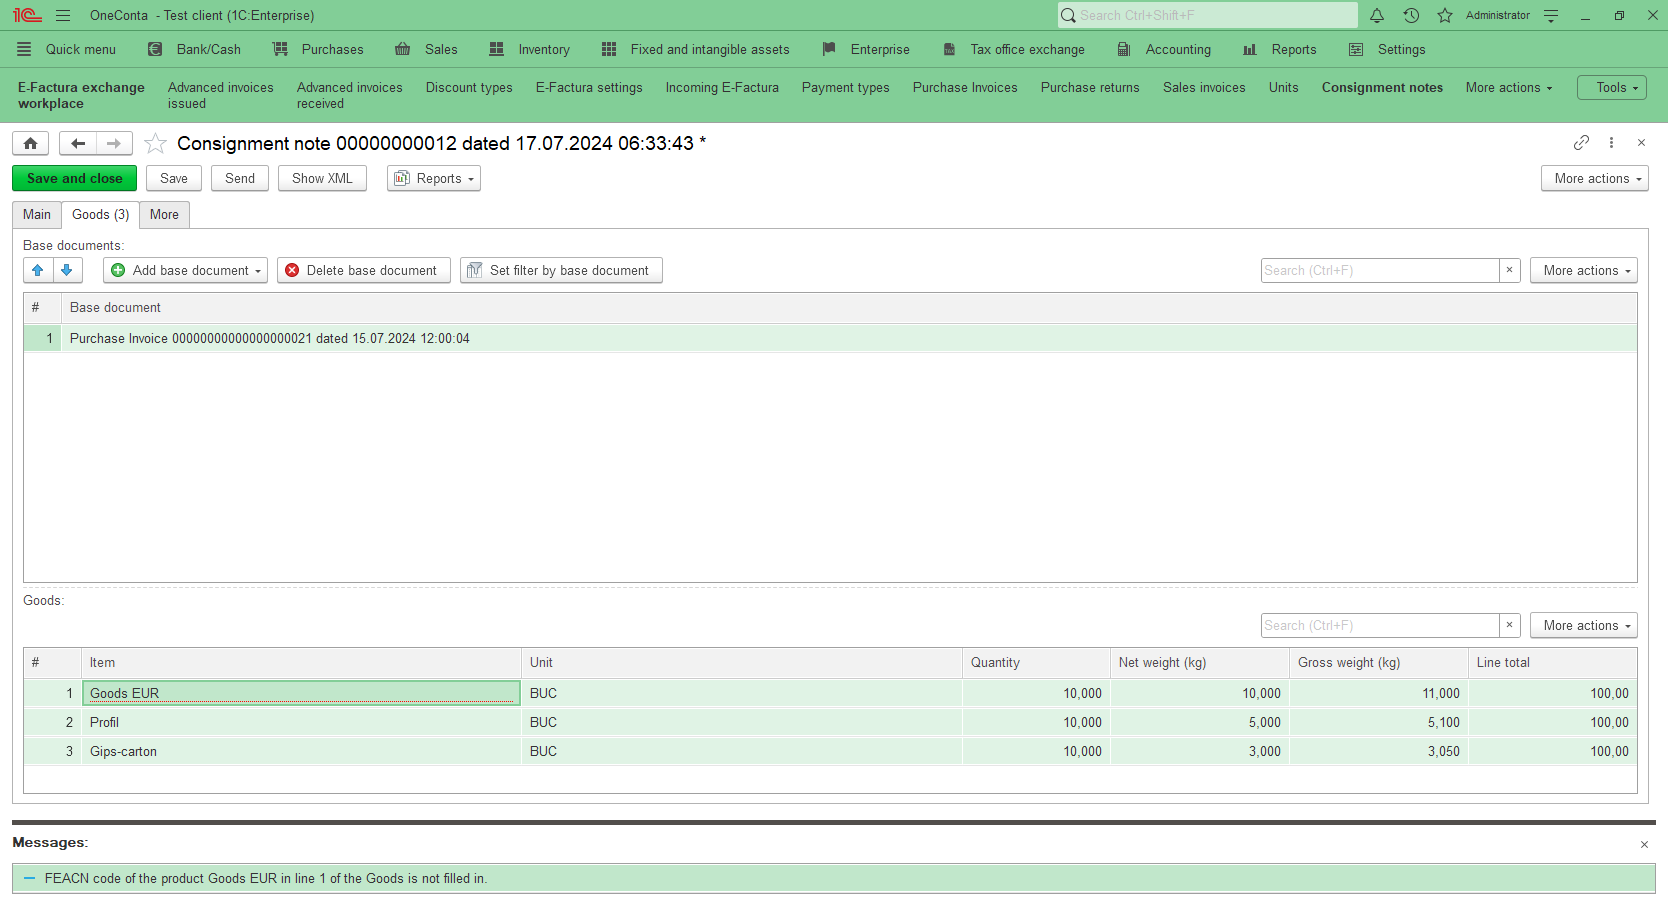 OneConta - Test client (1C:Enterprise)
Search Ctrl+Shift+F
Administrator
Quick menu
Bank/Cash
Purchases
Sales
Inventory
Fixed and intangible assets
Enterprise
Tax office exchange
Accounting
Reports
Settings
E-Factura exchange
workplace
Advanced invoices
issued
Advanced invoices
received
Discount types
E-Factura settings
Incoming E-Factura
Payment types
Purchase Invoices
Purchase returns
Sales invoices
Units
Consignment notes
More actions
Tools
Consignment note 00000000012 dated 17.07.2024 06:33:43 *
Save and close
Save
Send
Show XML
Reports
More actions
Main
Goods (3)
More
Base documents:
Add base document
Delete base document
Set filter by base document
Search (Ctrl+F)
More actions
# Base document
1 Purchase Invoice 00000000000000000021 dated 15.07.2024 12:00:04
Goods:
Search (Ctrl+F)
More actions
# Item Unit Quantity Net weight (kg) Gross weight (kg) Line total
1 Goods EUR BUC 10,000 10,000 11,000 100,00
2 Profil BUC 10,000 5,000 5,100 100,00
3 Gips-carton BUC 10,000 3,000 3,050 100,00
Messages:
FEACN code of the product Goods EUR in line 1 of the Goods is not filled in.